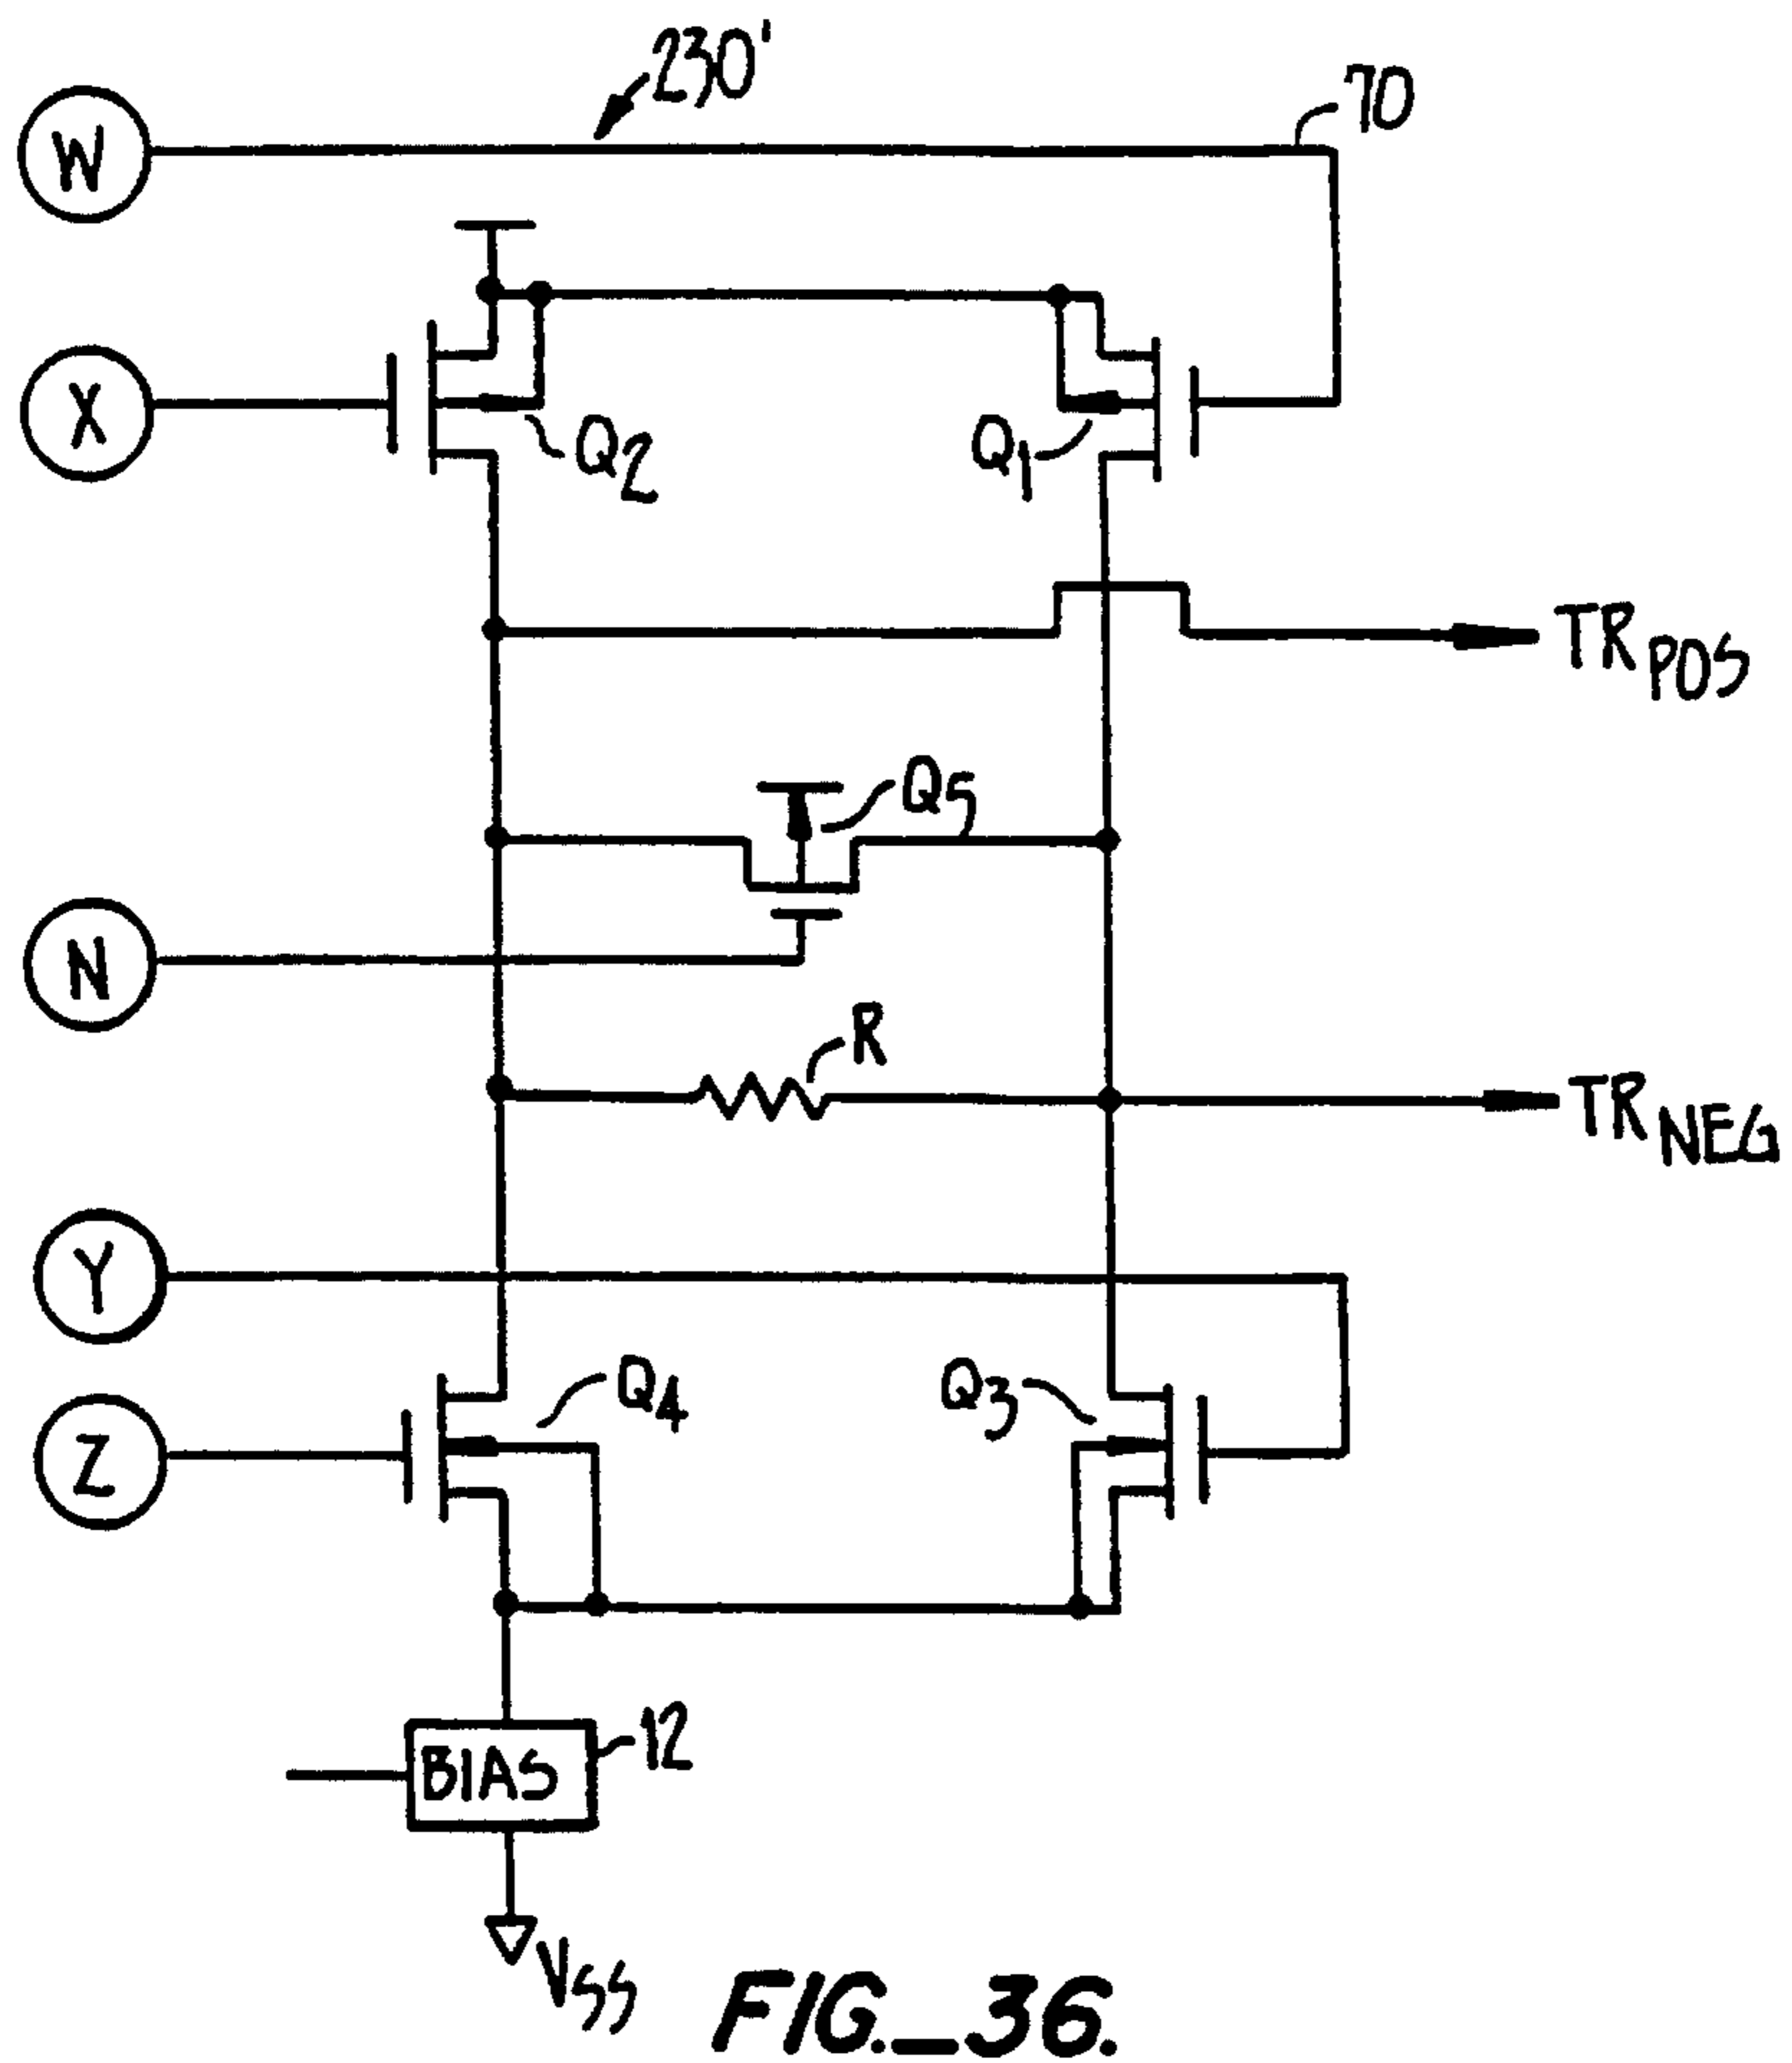 230'
70
W
X
Q2
Q1
TRPOS
Q5
N
R
TRNEG
Y
Q4
Q3
Z
BIAS
12
VSS
FIG._36.